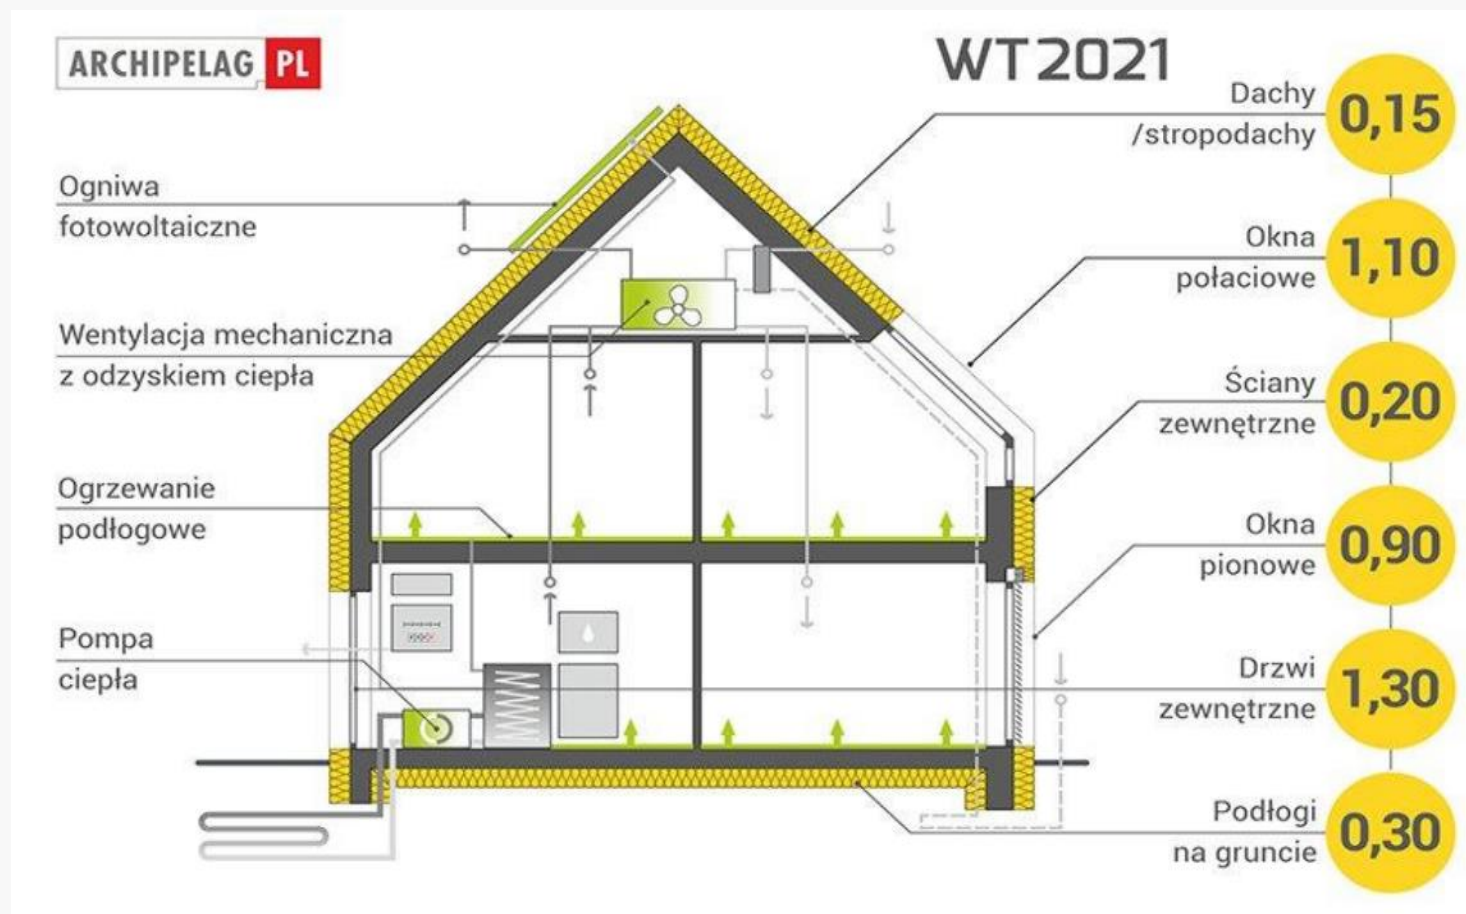 ARCHIPELAG PL
WT2021
Ogniwa
fotowoltaiczne
Wentylacja mechaniczna
z odzyskiem ciepła
Ogrzewanie
podłogowe
Pompa
ciepła
Dachy
/stropodachy
0,15
Okna
połaciowe
1,10
Ściany
zewnętrzne
0,20
Okna
pionowe
0,90
Drzwi
zewnętrzne
1,30
Podłogi
na gruncie
0,30